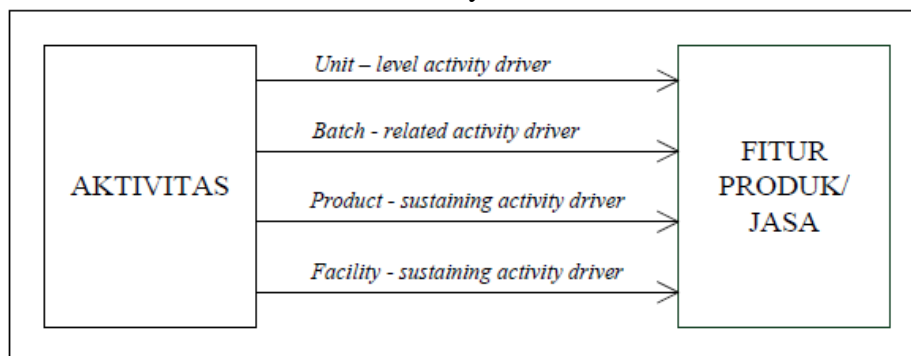 Unit – level activity driver
Batch - related activity driver
AKTIVITAS
Product - sustaining activity driver
Facility - sustaining activity driver
FITUR
PRODUK/
JASA